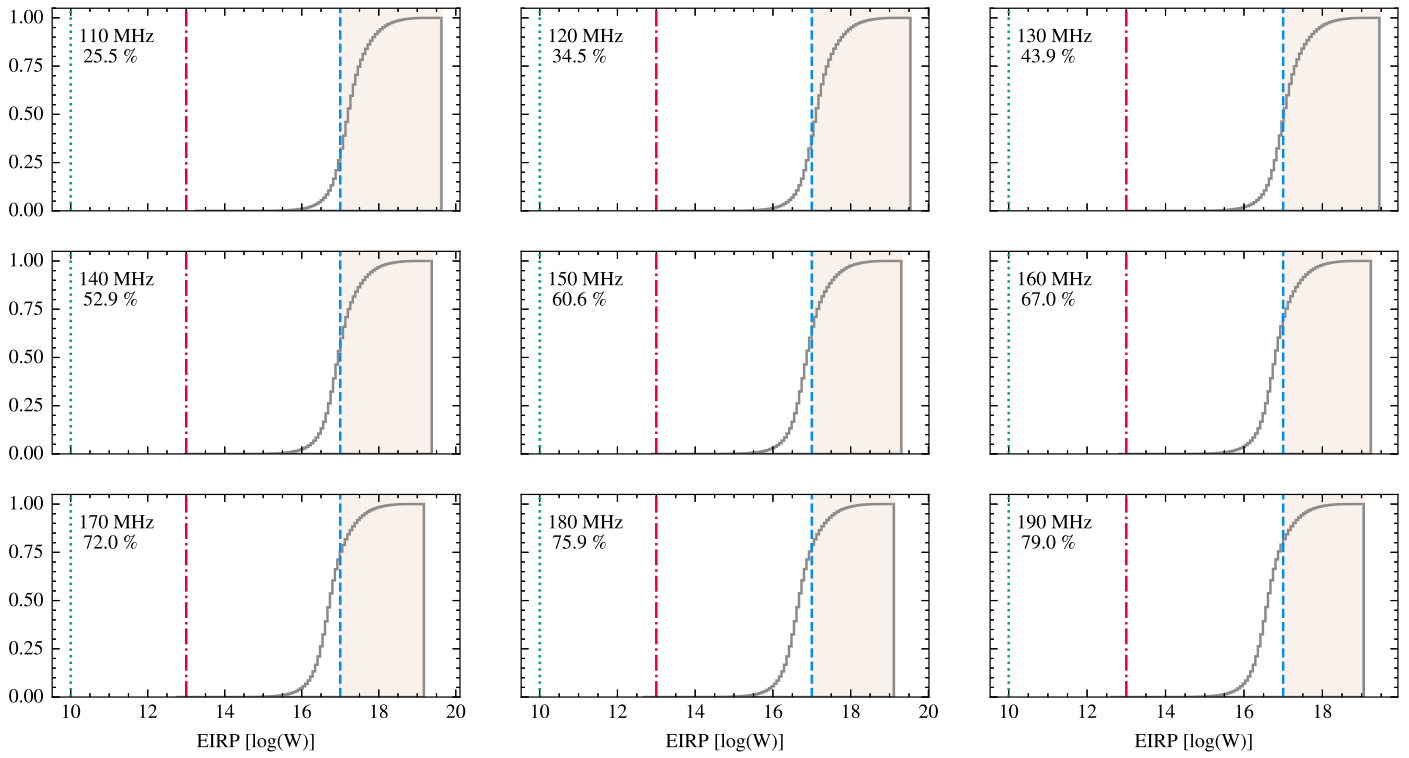 1.00
0.75
0.50
0.25
0.00
110 MHz
25.5 %
120 MHz
34.5 %
130 MHz
43.9 %
1.00
0.75
0.50
0.25
0.00
140 MHz
52.9 %
150 MHz
60.6 %
160 MHz
67.0 %
1.00
0.75
0.50
0.25
0.00
170 MHz
72.0 %
180 MHz
75.9 %
190 MHz
79.0 %
10 12 14 16 18 20
10 12 14 16 18 20
10 12 14 16 18
EIRP [log(W)]
EIRP [log(W)]
EIRP [log(W)]